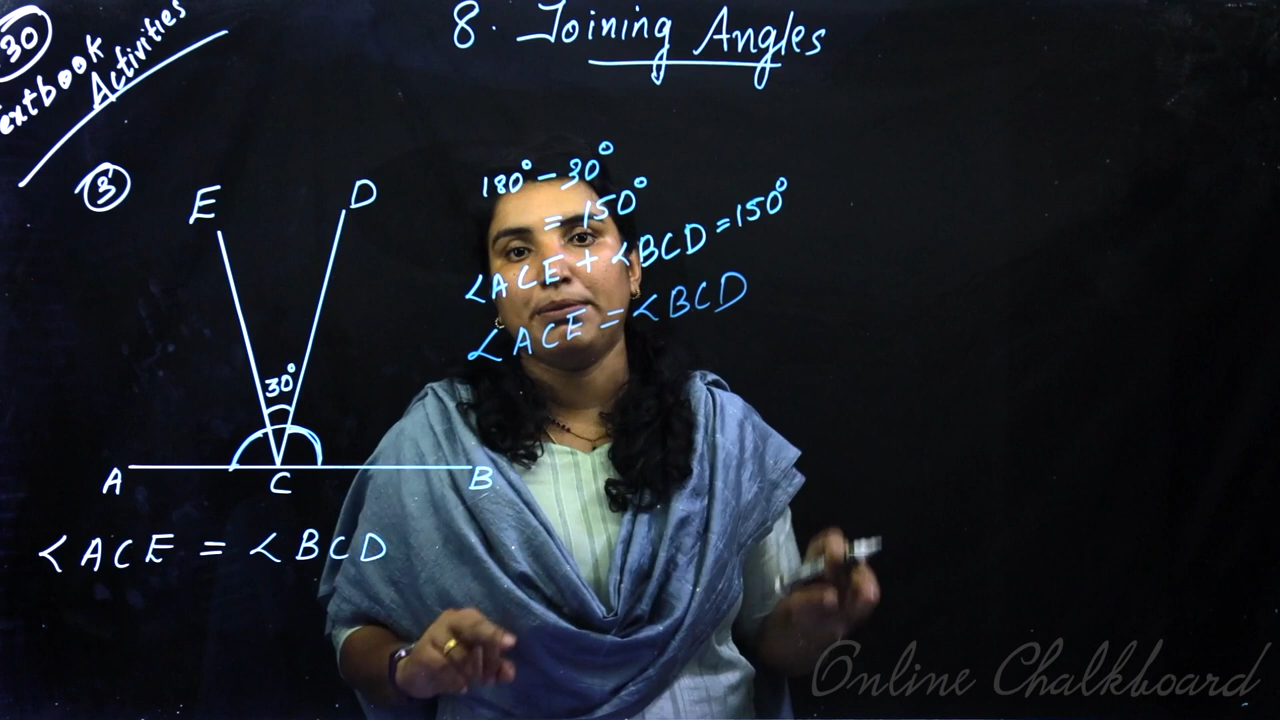 30
Textbook
Activities
8. Joining Angles
3
E
D
30°
A
C
B
∠ACE = ∠BCD
180° - 30°
= 150°
∠ACE + ∠BCD = 150°
∠ACE = ∠BCD
Online Chalkboard